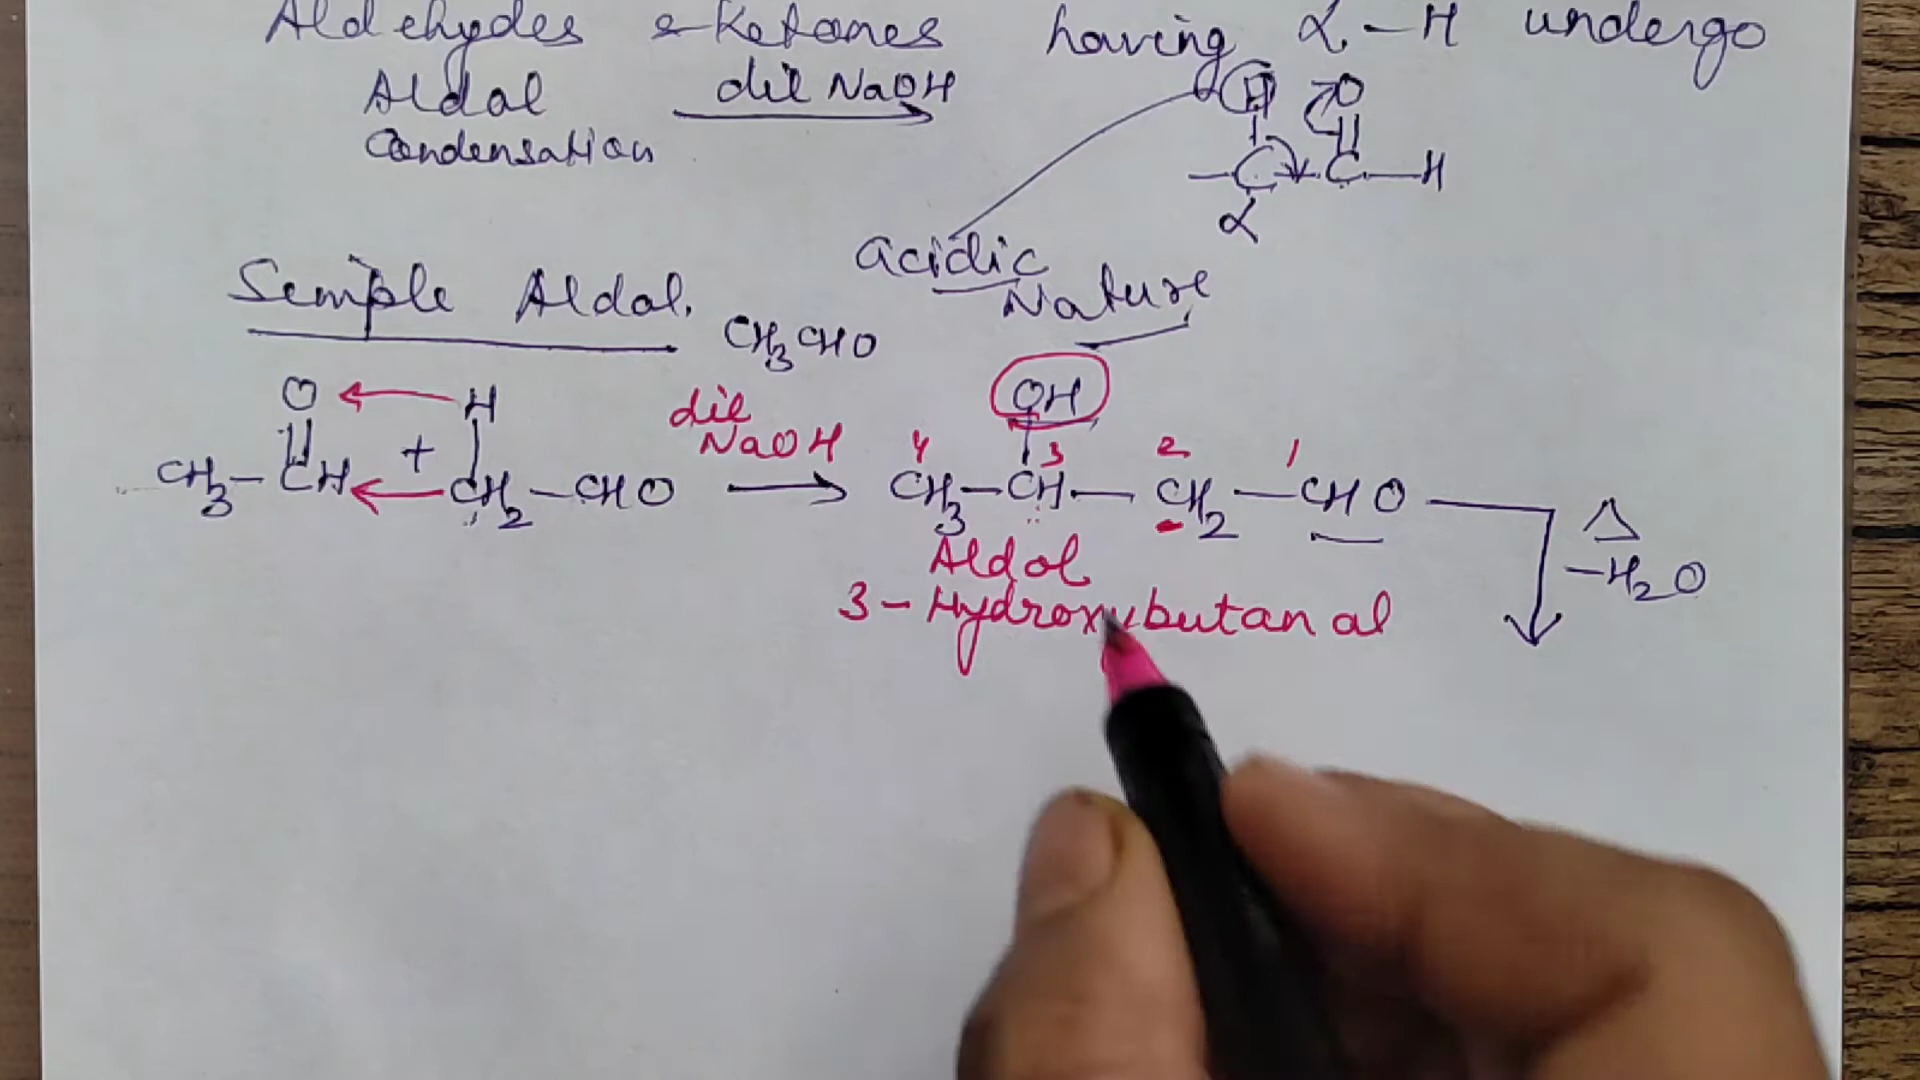 Aldehydes & Ketones having α-H undergo
Aldol dil NaOH
Condensation
H O
-C-C-H
α
acidic
Nature
Semple Aldol.
CH3CHO
O H dil OH
NaOH 4 3 2 1
CH3-CH + CH2-CHO CH3-CH-CH2-CHO Δ
-H2O
Aldol
3-Hydroxybutanal